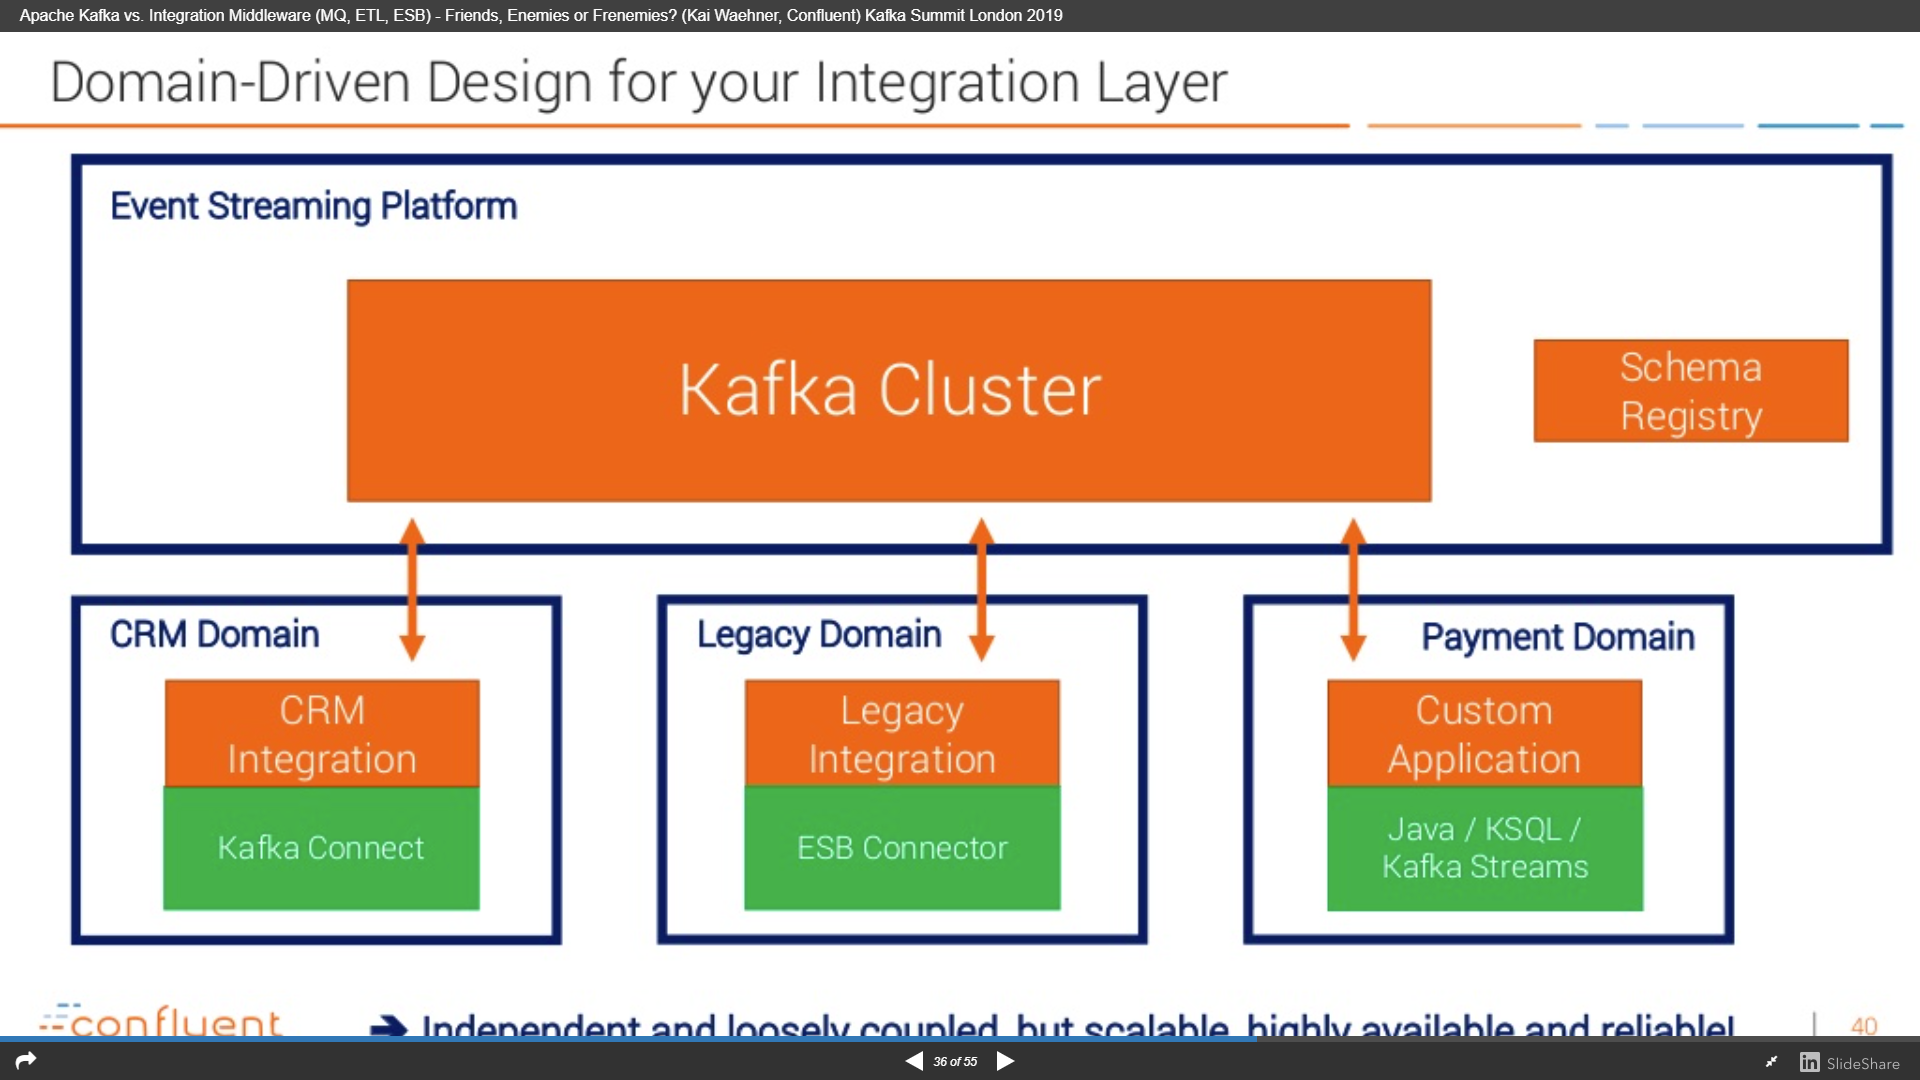 Apache Kafka vs. Integration Middleware (MQ, ETL, ESB) - Friends, Enemies or Frenemies? (Kai Waehner, Confluent) Kafka Summit London 2019
Domain-Driven Design for your Integration Layer
Event Streaming Platform
Kafka Cluster
Schema
Registry
CRM Domain
CRM
Integration
Kafka Connect
Legacy Domain
Legacy
Integration
ESB Connector
Payment Domain
Custom
Application
Java / KSQL /
Kafka Streams
confluent
➔ Independent and loosely coupled, but scalable, highly available and reliable!
40
36 of 55
in SlideShare